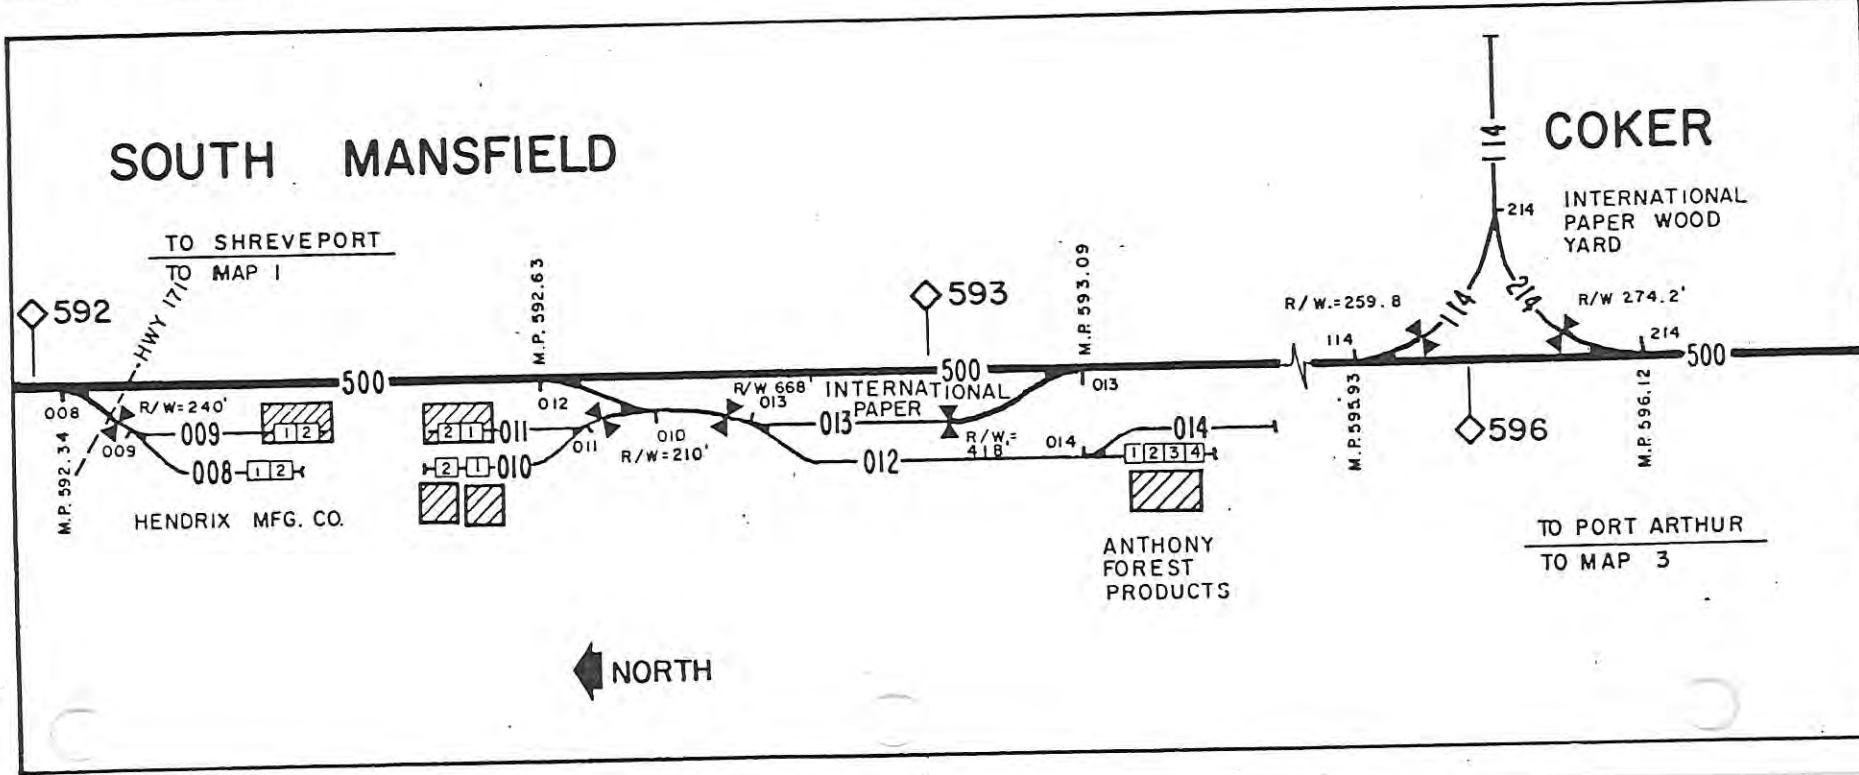 SOUTH MANSFIELD
COKER
114
214
INTERNATIONAL
PAPER WOOD
YARD
TO SHREVEPORT
TO MAP 1
HWY 171
592
M.P. 592.63
593
M.P. 593.09
R/W.=259.8
114
214
R/W 274.2'
114
214
500
500
500
008
R/W=240'
009
009
1 2
008
1 2
M.P. 592.34
HENDRIX MFG. CO.
012
2 1
011
011
2 1
010
010
R/W=210'
R/W 668'
013
INTERNATIONAL
PAPER
013
013
R/W.=
418'
012
014
014
1 2 3 4
ANTHONY
FOREST
PRODUCTS
M.P. 595.93
596
M.P. 596.12
TO PORT ARTHUR
TO MAP 3
NORTH